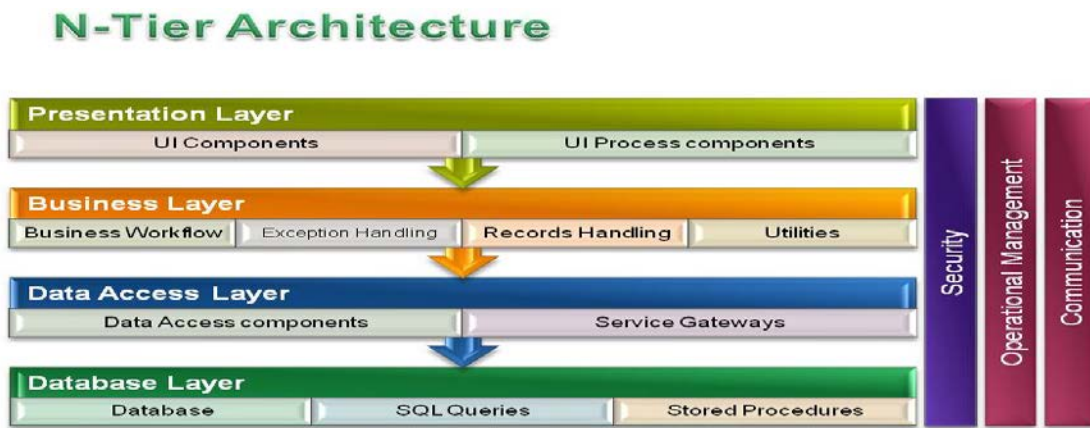 N-Tier Architecture
Presentation Layer
UI Components
UI Process components
Business Layer
Business Workflow
Exception Handling
Records Handling
Utilities
Data Access Layer
Data Access components
Service Gateways
Database Layer
Database
SQL Queries
Stored Procedures
Security
Operational Management
Communication